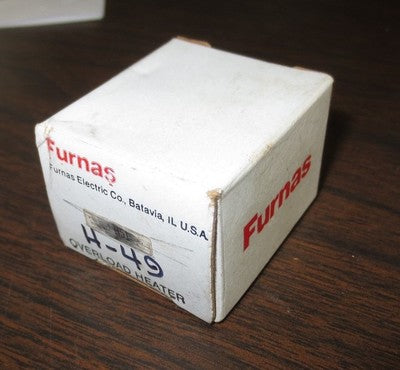 Furnas
Furnas Electric Co., Batavia, IL U.S.A.
H-49
OVERLOAD HEATER
Furnas